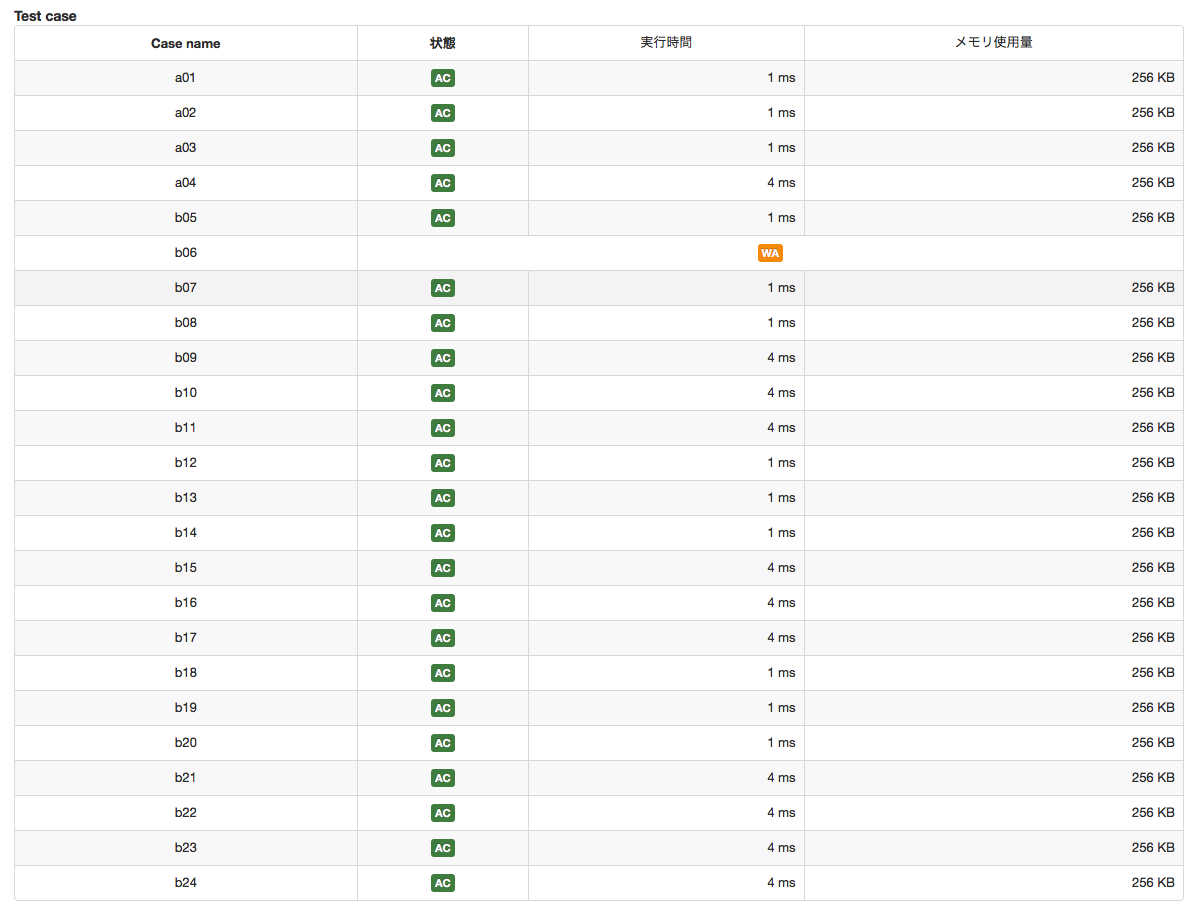 Test case
Case name 状態 実行時間 メモリ使用量
a01 AC 1 ms 256 KB
a02 AC 1 ms 256 KB
a03 AC 1 ms 256 KB
a04 AC 4 ms 256 KB
b05 AC 1 ms 256 KB
b06 WA
b07 AC 1 ms 256 KB
b08 AC 1 ms 256 KB
b09 AC 4 ms 256 KB
b10 AC 4 ms 256 KB
b11 AC 4 ms 256 KB
b12 AC 1 ms 256 KB
b13 AC 1 ms 256 KB
b14 AC 1 ms 256 KB
b15 AC 4 ms 256 KB
b16 AC 4 ms 256 KB
b17 AC 4 ms 256 KB
b18 AC 1 ms 256 KB
b19 AC 1 ms 256 KB
b20 AC 1 ms 256 KB
b21 AC 4 ms 256 KB
b22 AC 4 ms 256 KB
b23 AC 4 ms 256 KB
b24 AC 4 ms 256 KB